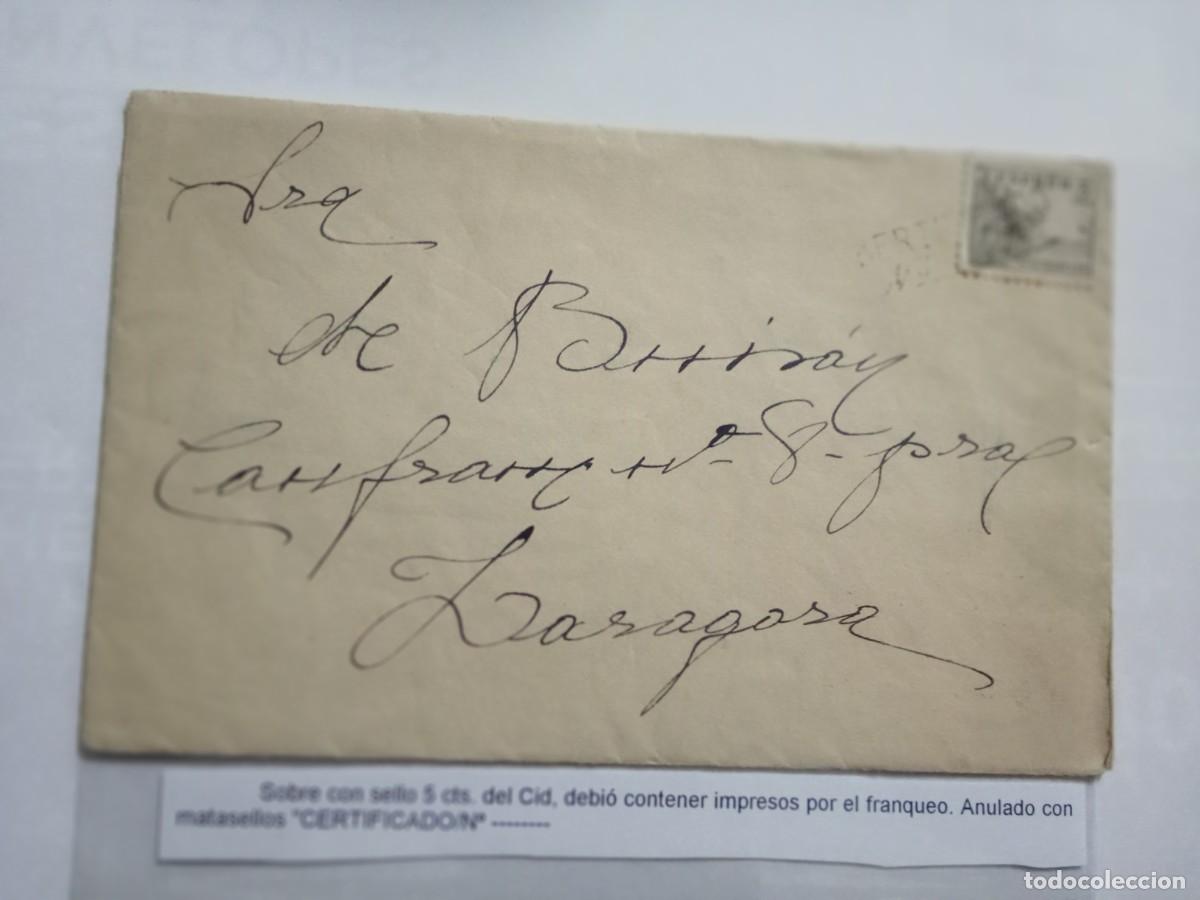 Sra
de
Canfranc nº 8- pral
Zaragoza
Sobre con sello 5 cts. del Cid, debió contener impresos por el franqueo. Anulado con
matasellos "CERTIFICADO/Nº --------
todocoleccion